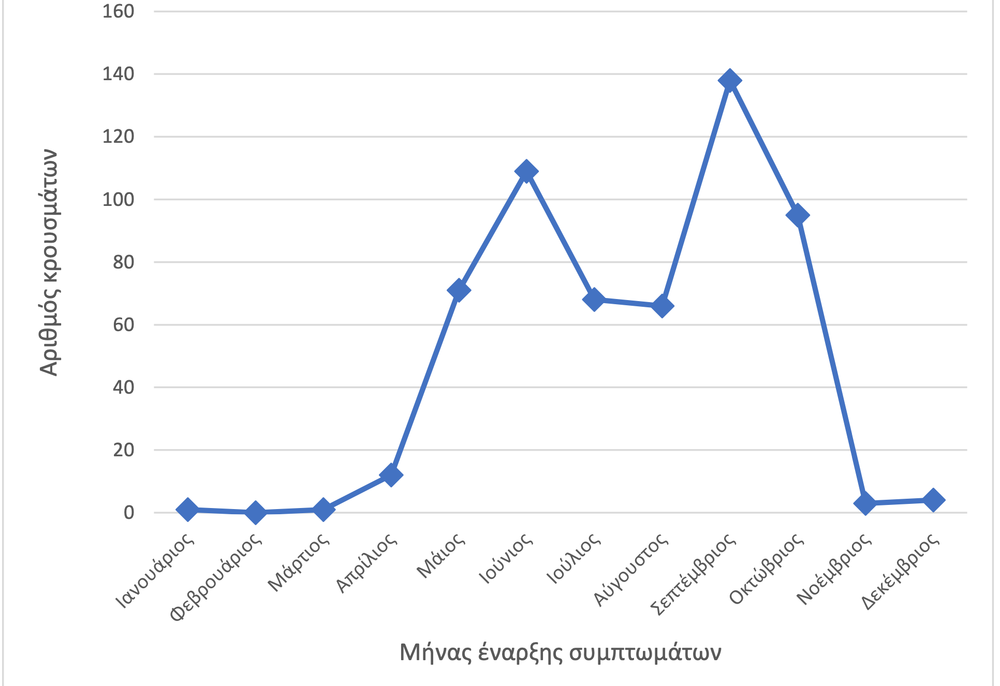 160
140
120
100
80
60
40
20
0
Αριθμός κρουσμάτων
Ιανουάριος
Φεβρουάριος
Μάρτιος
Απρίλιος
Μάιος
Ιούνιος
Ιούλιος
Αύγουστος
Σεπτέμβριος
Οκτώβριος
Νοέμβριος
Δεκέμβριος
Μήνας έναρξης συμπτωμάτων